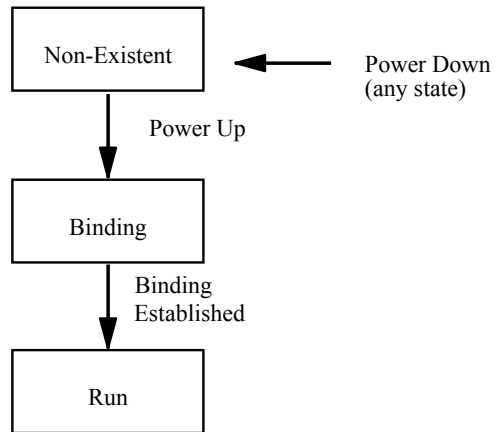 Non-Existent
Power Down
(any state)
Power Up
Binding
Binding
Established
Run